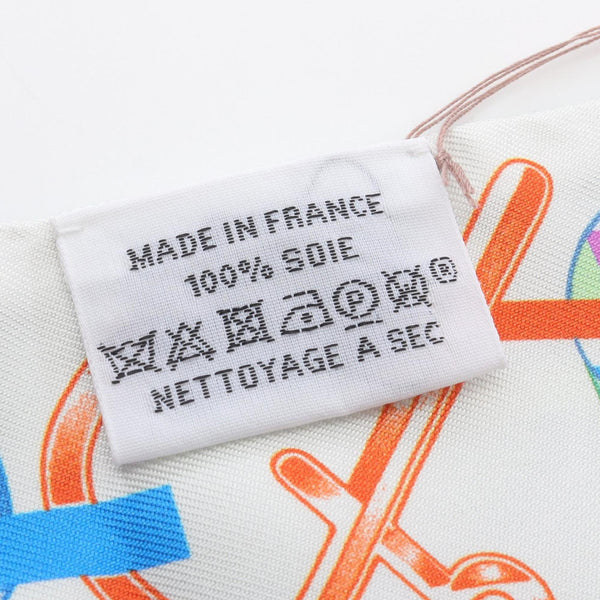 MADE IN FRANCE
100% SOIE
P ®
NETTOYAGE A SEC